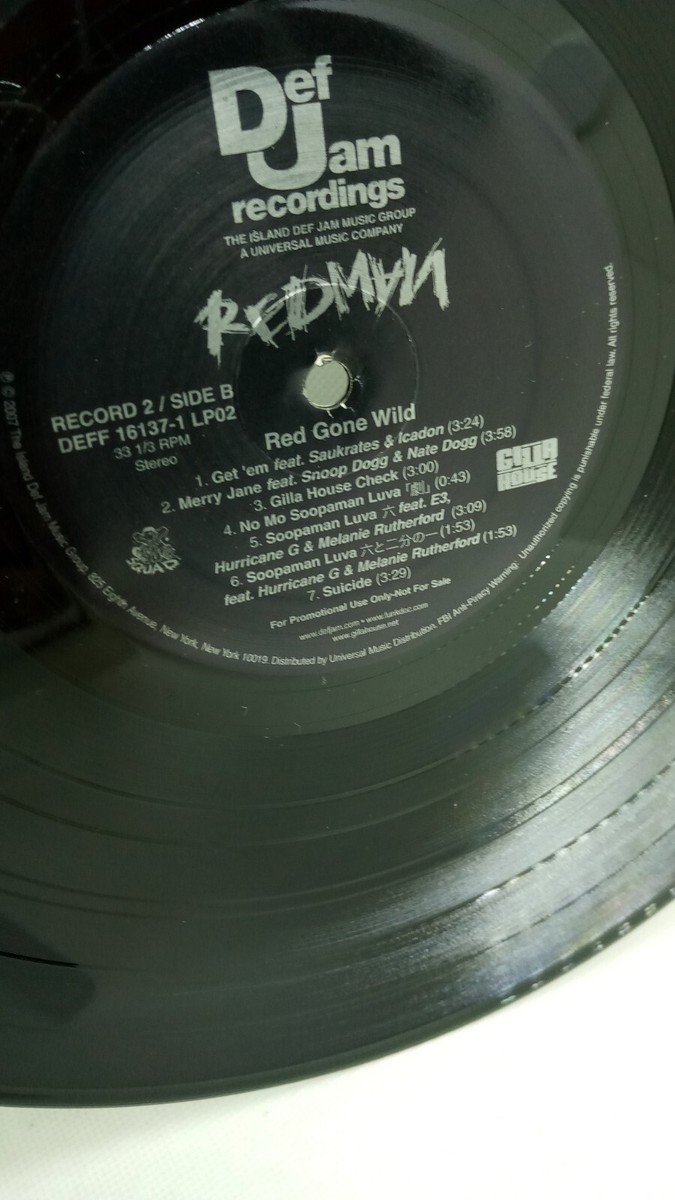 Def
Jam
recordings
THE ISLAND DEF JAM MUSIC GROUP
A UNIVERSAL MUSIC COMPANY
REDMAN
RECORD 2 / SIDE B
DEFF 16137-1 LP02
33 1/3 RPM
Stereo
Red Gone Wild
1. Get 'em feat. Saukrates & Icadon (3:24)
2. Merry Jane feat. Snoop Dogg & Nate Dogg (3:58)
3. Gilla House Check (3:00)
4. No Mo Soopaman Luva「劇」(0:43)
5. Soopaman Luva 六 feat. E3,
Hurricane G & Melanie Rutherford (3:09)
6. Soopaman Luva 六と二分の一 (1:53)
feat. Hurricane G & Melanie Rutherford (1:53)
7. Suicide (3:29)
GILLA
HOUSE
For Promotional Use Only-Not For Sale
www.defjam.com • www.funkdoc.com
www.gillahouse.net
℗ © 2007 The Island Def Jam Music Group, 825 Eighth Avenue, New York, New York 10019. Distributed by Universal Music Distribution. FBI Anti-Piracy Warning: Unauthorized copying is punishable under federal law. All rights reserved.